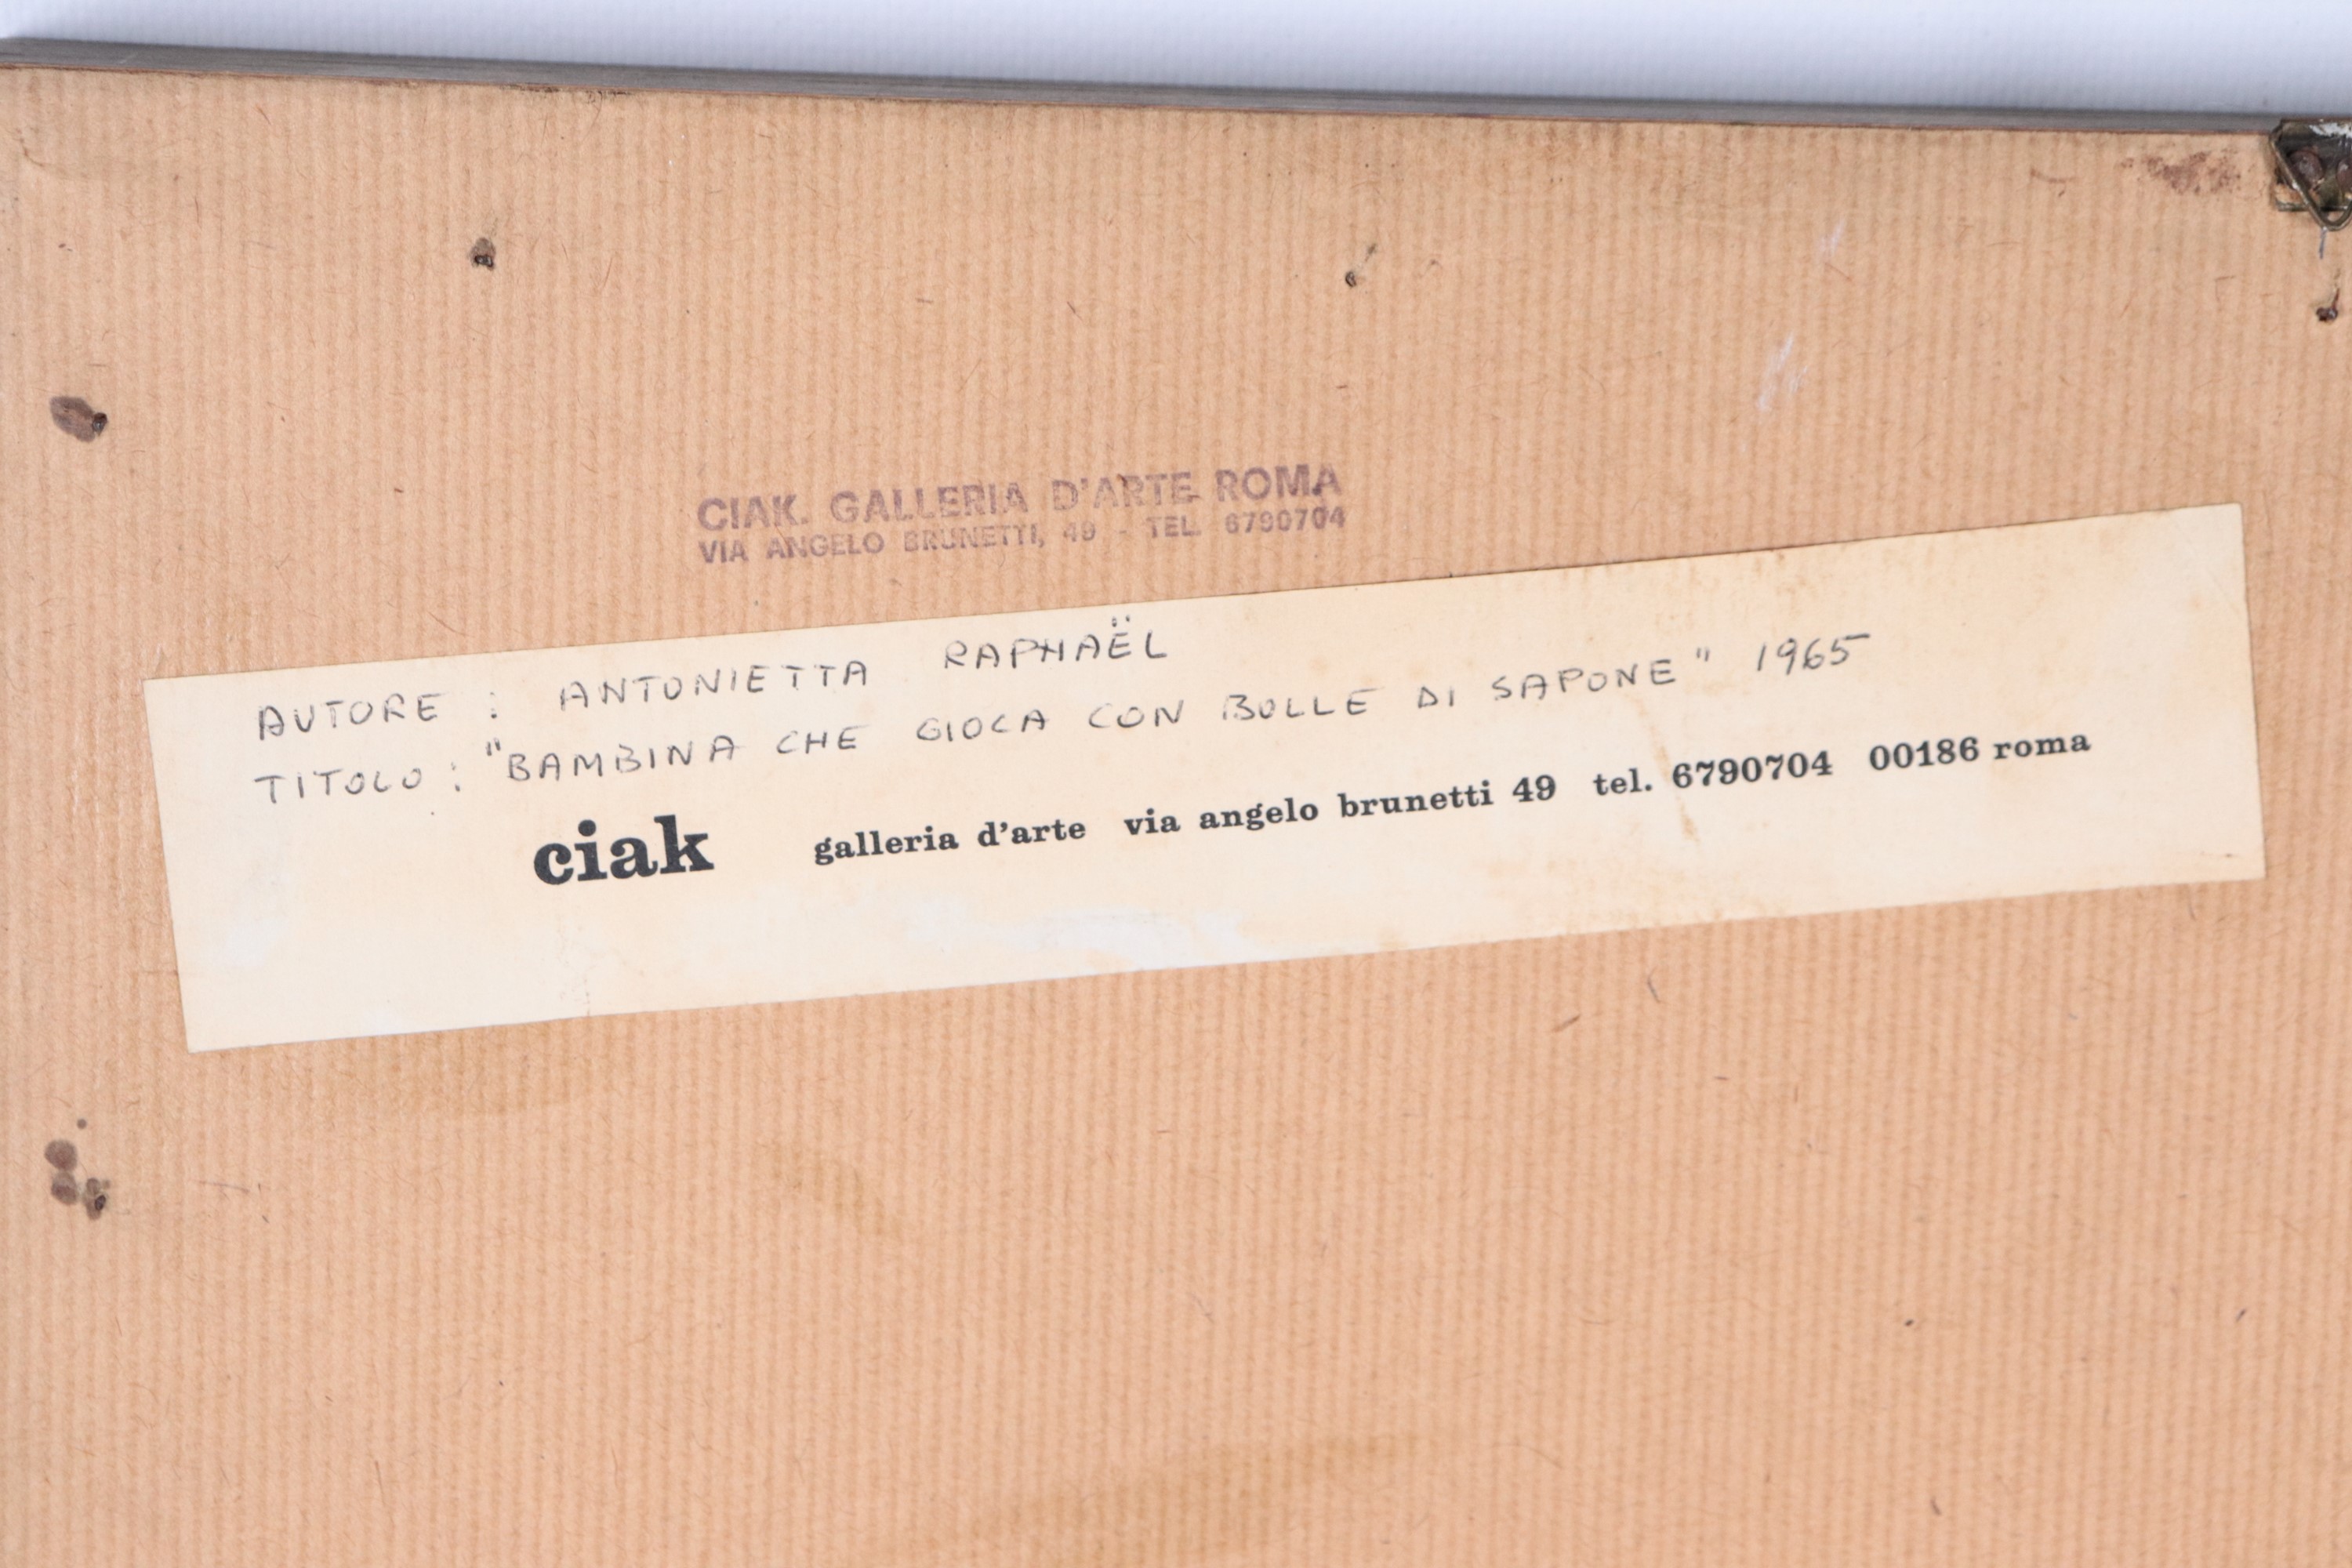 CIAK. GALLERIA D'ARTE ROMA
VIA ANGELO BRUNETTI, 49 - TEL. 6790704
AUTORE : ANTONIETTA RAPHAËL
TITOLO : "BAMBINA CHE GIOCA CON BOLLE DI SAPONE" 1965
ciak galleria d'arte via angelo brunetti 49 tel. 6790704 00186 roma